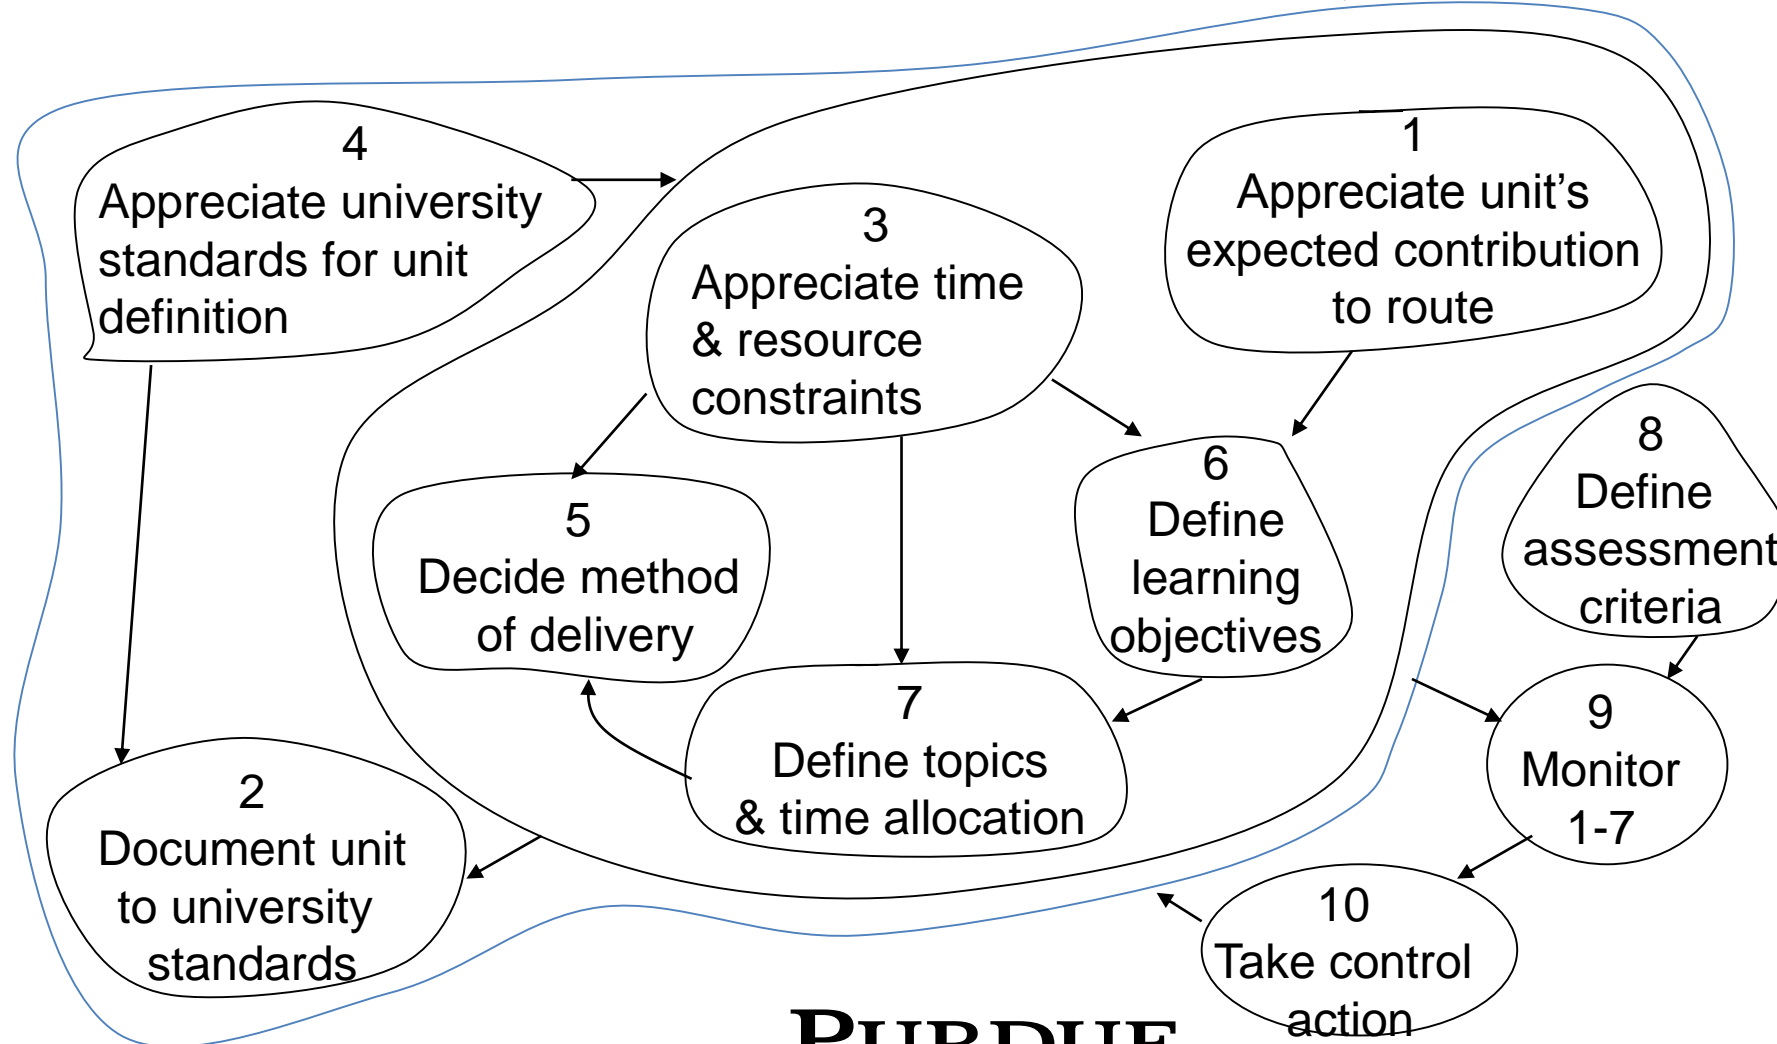 4
Appreciate university
standards for unit
definition
1
Appreciate unit’s
expected contribution
to route
3
Appreciate time
& resource
constraints
8
Define
assessment
criteria
6
Define
learning
objectives
5
Decide method
of delivery
7
Define topics
& time allocation
9
Monitor
1-7
2
Document unit
to university
standards
10
Take control
action
PURDUE